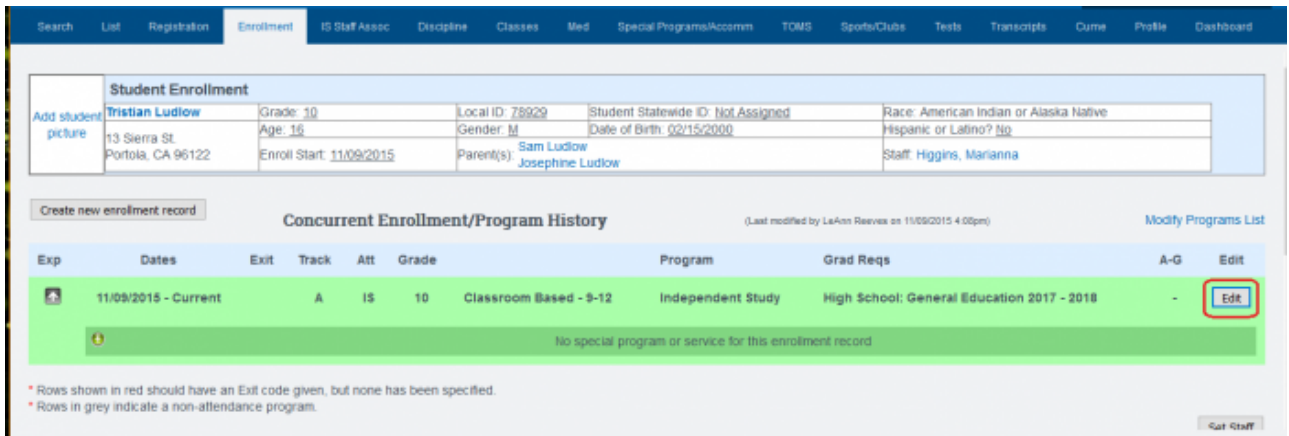 Search List Registration Enrollment IS Staff Assoc Discipline Classes Med Special Programs/Accomm TOMS Sports/Clubs Tests Transcripts Cume Profile Dashboard
Student Enrollment
Add student picture
Tristian Ludlow Grade: 10 Local ID: 78929 Student Statewide ID: Not Assigned Race: American Indian or Alaska Native
13 Sierra St. Age: 16 Gender: M Date of Birth: 02/15/2000 Hispanic or Latino? No
Portola, CA 96122 Enroll Start: 11/09/2015 Parent(s): Sam Ludlow Staff: Higgins, Marianna
Josephine Ludlow
Create new enrollment record Concurrent Enrollment/Program History (Last modified by LeAnn Reeves on 11/09/2015 4:08pm) Modify Programs List
Exp Dates Exit Track Att Grade Program Grad Reqs A-G Edit
11/09/2015 - Current A IS 10 Classroom Based - 9-12 Independent Study High School: General Education 2017 - 2018 - Edit
No special program or service for this enrollment record
* Rows shown in red should have an Exit code given, but none has been specified.
* Rows in grey indicate a non-attendance program.
Set Staff